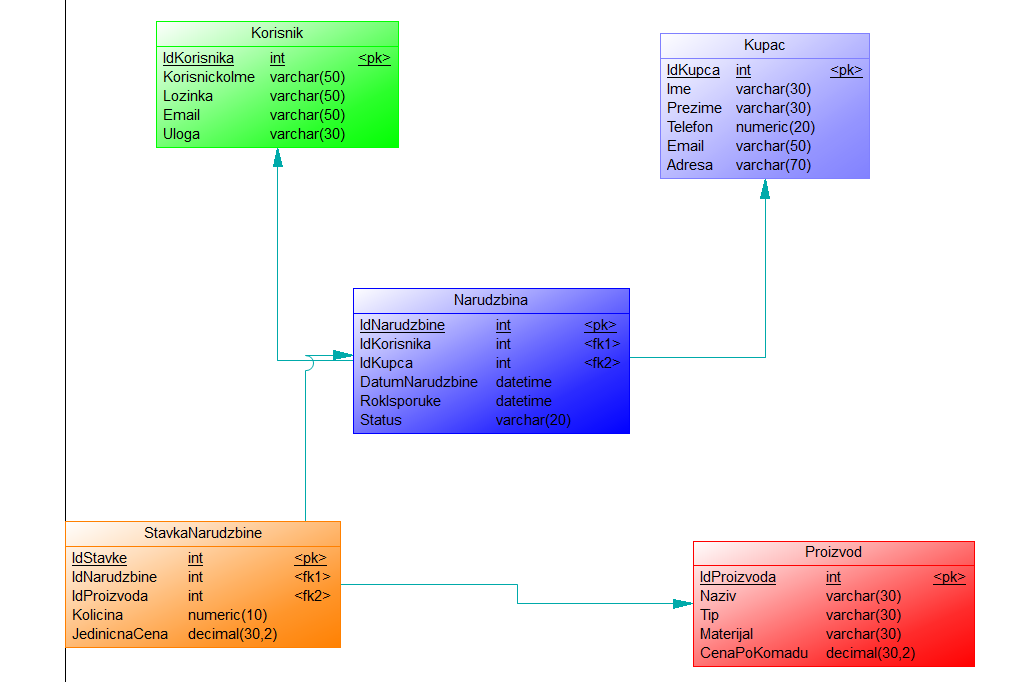 Korisnik
IdKorisnika int <pk>
KorisnickoIme varchar(50)
Lozinka varchar(50)
Email varchar(50)
Uloga varchar(30)
Kupac
IdKupca int <pk>
Ime varchar(30)
Prezime varchar(30)
Telefon numeric(20)
Email varchar(50)
Adresa varchar(70)
Narudzbina
IdNarudzbine int <pk>
IdKorisnika int <fk1>
IdKupca int <fk2>
DatumNarudzbine datetime
RokIsporuke datetime
Status varchar(20)
StavkaNarudzbine
IdStavke int <pk>
IdNarudzbine int <fk1>
IdProizvoda int <fk2>
Kolicina numeric(10)
JedinicnaCena decimal(30,2)
Proizvod
IdProizvoda int <pk>
Naziv varchar(30)
Tip varchar(30)
Materijal varchar(30)
CenaPoKomadu decimal(30,2)